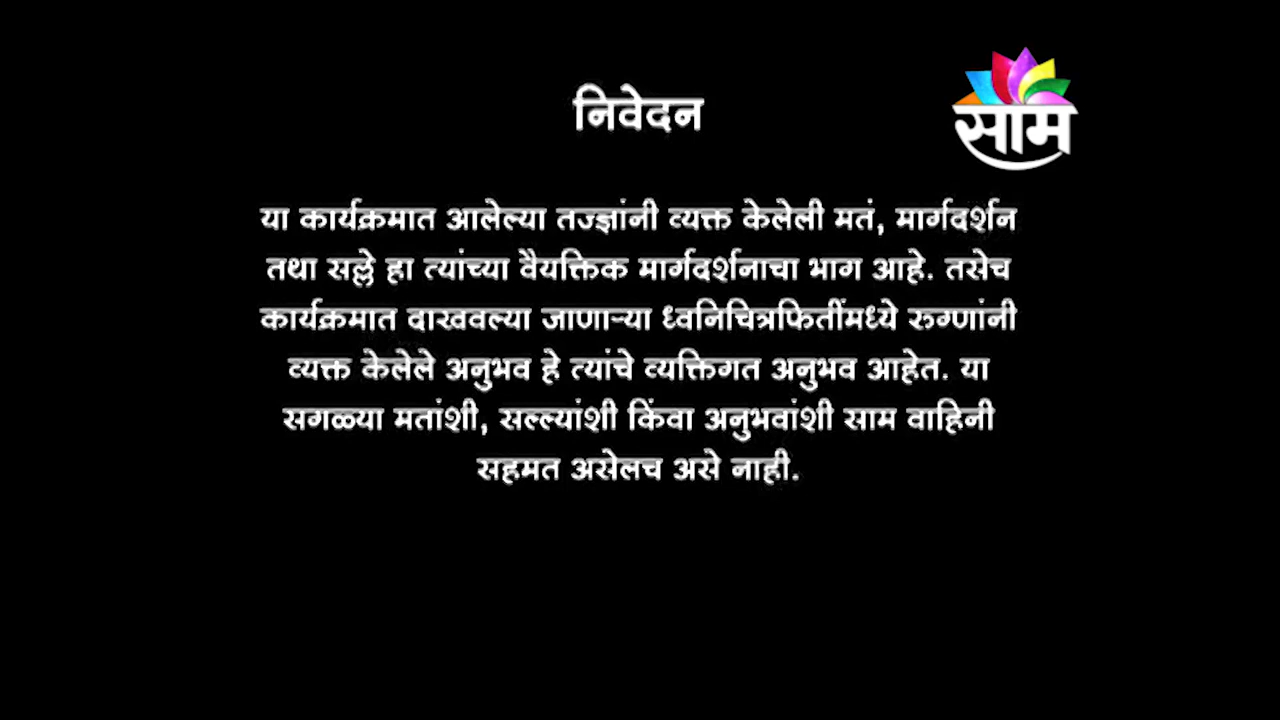 निवेदन
साम
या कार्यक्रमात आलेल्या तज्ज्ञांनी व्यक्त केलेली मतं, मार्गदर्शन
तथा सल्ले हा त्यांच्या वैयक्तिक मार्गदर्शनाचा भाग आहे. तसेच
कार्यक्रमात दाखवल्या जाणाऱ्या ध्वनिचित्रफितींमध्ये रुग्णांनी
व्यक्त केलेले अनुभव हे त्यांचे व्यक्तिगत अनुभव आहेत. या
सगळ्या मतांशी, सल्ल्यांशी किंवा अनुभवांशी साम वाहिनी
सहमत असेलच असे नाही.